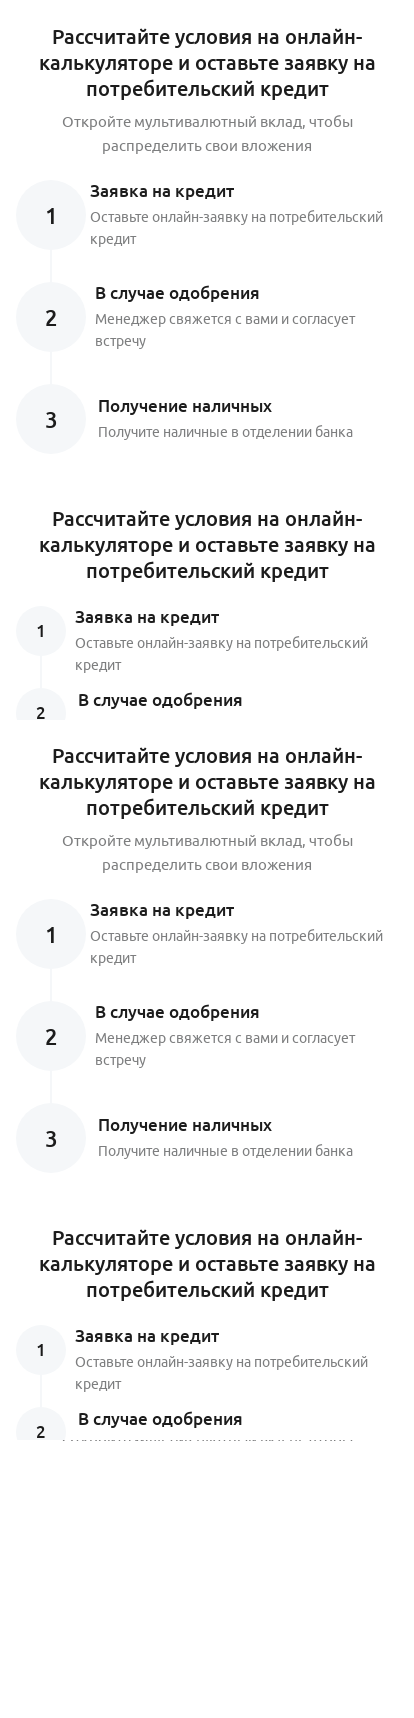 Рассчитайте условия на онлайн-
калькуляторе и оставьте заявку на
потребительский кредит
Откройте мультивалютный вклад, чтобы
распределить свои вложения
1
Заявка на кредит
Оставьте онлайн-заявку на потребительский
кредит
2
В случае одобрения
Менеджер свяжется с вами и согласует
встречу
3
Получение наличных
Получите наличные в отделении банка
Рассчитайте условия на онлайн-
калькуляторе и оставьте заявку на
потребительский кредит
1
Заявка на кредит
Оставьте онлайн-заявку на потребительский
кредит
2
В случае одобрения
Рассчитайте условия на онлайн-
калькуляторе и оставьте заявку на
потребительский кредит
Откройте мультивалютный вклад, чтобы
распределить свои вложения
1
Заявка на кредит
Оставьте онлайн-заявку на потребительский
кредит
2
В случае одобрения
Менеджер свяжется с вами и согласует
встречу
3
Получение наличных
Получите наличные в отделении банка
Рассчитайте условия на онлайн-
калькуляторе и оставьте заявку на
потребительский кредит
1
Заявка на кредит
Оставьте онлайн-заявку на потребительский
кредит
2
В случае одобрения